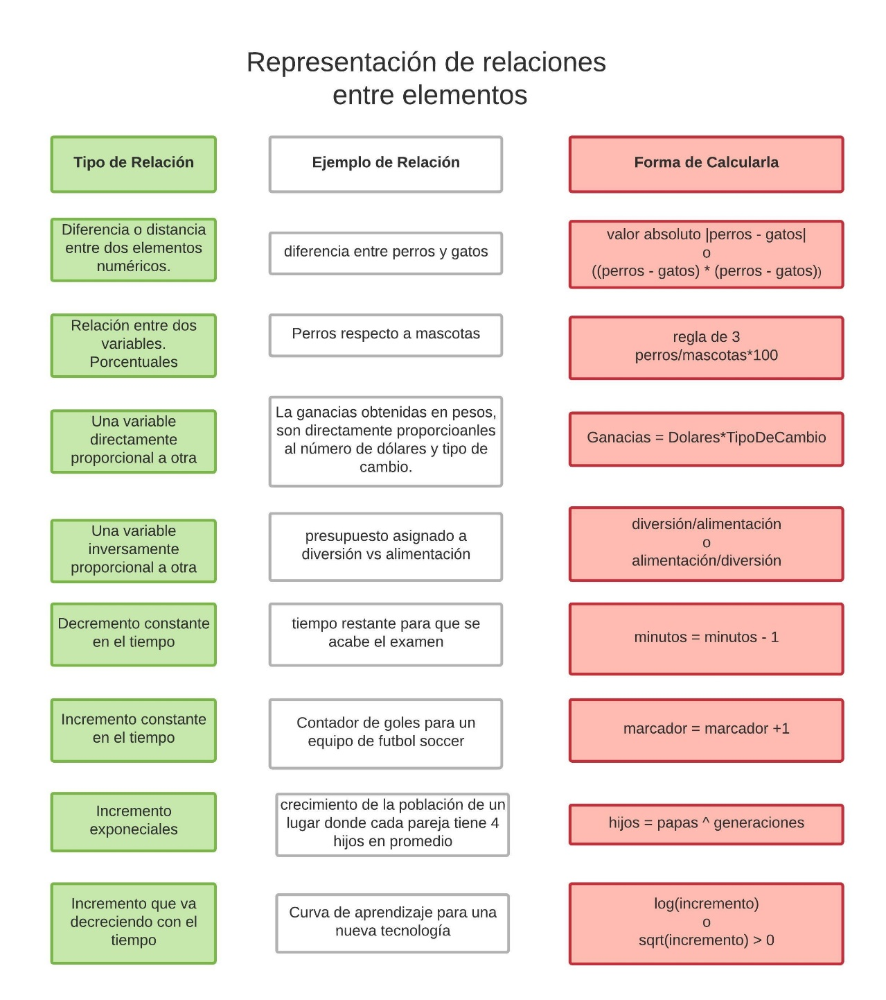 Representación de relaciones
entre elementos
Tipo de Relación
Ejemplo de Relación
Forma de Calcularla
Diferencia o distancia
entre dos elementos
numéricos.
diferencia entre perros y gatos
valor absoluto |perros - gatos|
o
((perros - gatos) * (perros - gatos))
Relación entre dos
variables.
Porcentuales
Perros respecto a mascotas
regla de 3
perros/mascotas*100
Una variable
directamente
proporcional a otra
La ganacias obtenidas en pesos,
son directamente proporcioanles
al número de dólares y tipo de
cambio.
Ganacias = Dolares*TipoDeCambio
Una variable
inversamente
proporcional a otra
presupuesto asignado a
diversión vs alimentación
diversión/alimentación
o
alimentación/diversión
Decremento constante
en el tiempo
tiempo restante para que se
acabe el examen
minutos = minutos - 1
Incremento constante
en el tiempo
Contador de goles para un
equipo de futbol soccer
marcador = marcador +1
Incremento
exponeciales
crecimiento de la población de un
lugar donde cada pareja tiene 4
hijos en promedio
hijos = papas ^ generaciones
Incremento que va
decreciendo con el
tiempo
Curva de aprendizaje para una
nueva tecnología
log(incremento)
o
sqrt(incremento) > 0